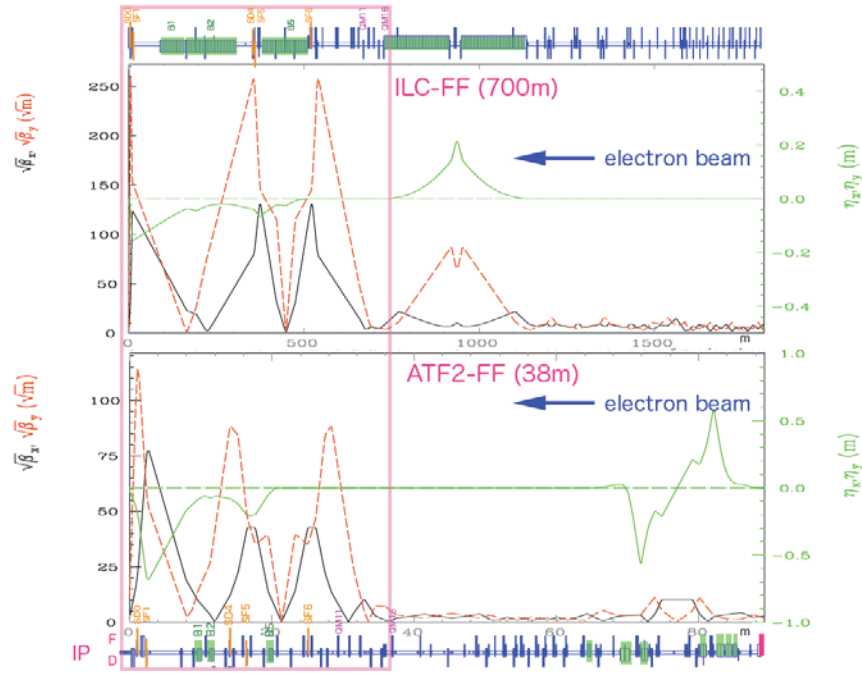 SD0 SF1 B1 B2 SD4 SF5 B5 SF6 QM11 QM16
ILC-FF (700m)
electron beam
√βx, √βy (√m)
250
200
150
100
50
0
0.4
0.2
0.0
−0.2
−0.4
ηx,ηy (m)
0 500 1000 1500 m
ATF2-FF (38m)
electron beam
√βx, √βy (√m)
100
75
50
25
0
1.0
0.5
0.0
−0.5
−1.0
ηx,ηy (m)
SD0 SF1 B1 B2 SD4 SF5 B5 SF6 QM11
0 20 40 60 80 m
IP F
D